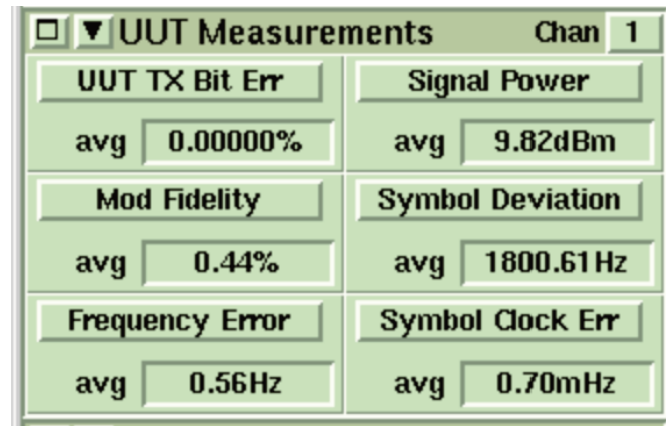 UUT Measurements Chan 1
UUT TX Bit Err Signal Power
avg 0.00000% avg 9.82dBm
Mod Fidelity Symbol Deviation
avg 0.44% avg 1800.61Hz
Frequency Error Symbol Clock Err
avg 0.56Hz avg 0.70mHz